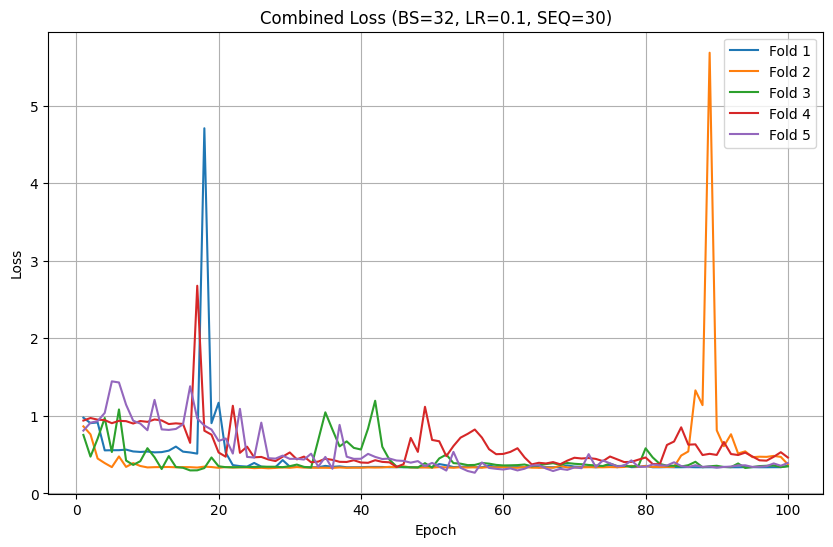 Combined Loss (BS=32, LR=0.1, SEQ=30)
Fold 1
Fold 2
Fold 3
Fold 4
Fold 5
Loss
5
4
3
2
1
0
0 20 40 60 80 100
Epoch